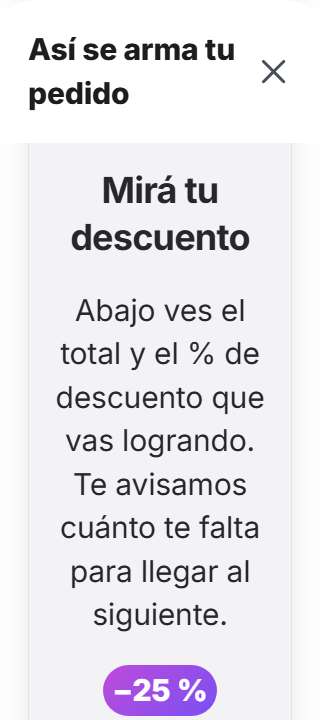 Así se arma tu
pedido
Mirá tu
descuento
Abajo ves el
total y el % de
descuento que
vas logrando.
Te avisamos
cuánto te falta
para llegar al
siguiente.
−25 %